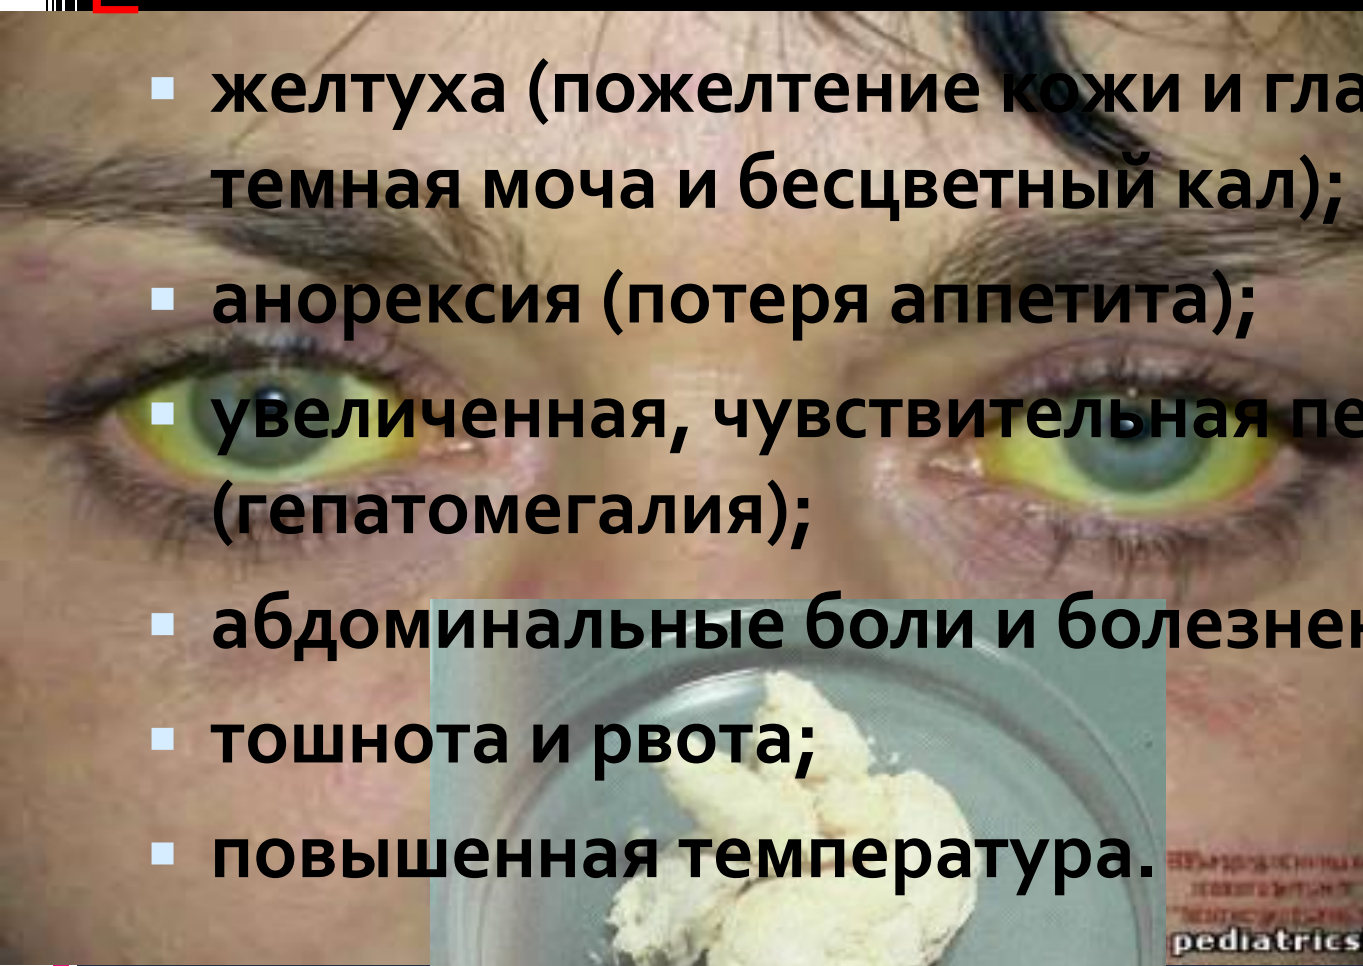 желтуха (пожелтение кожи и гла
темная моча и бесцветный кал);
анорексия (потеря аппетита);
увеличенная, чувствительная пе
(гепатомегалия);
абдоминальные боли и болезнен
тошнота и рвота;
повышенная температура.
pediatrics